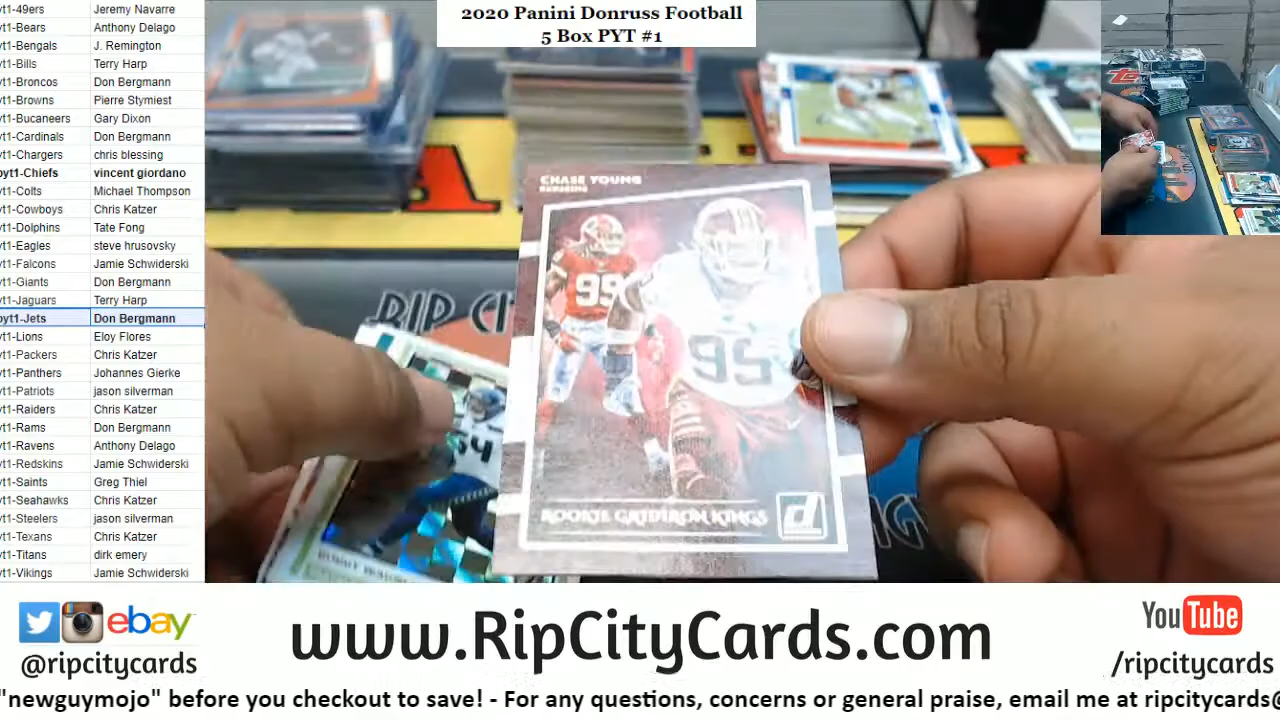 yt1-49ers Jeremy Navarre
yt1-Bears Anthony Delago
yt1-Bengals J. Remington
yt1-Bills Terry Harp
yt1-Broncos Don Bergmann
yt1-Browns Pierre Stymiest
yt1-Bucaneers Gary Dixon
yt1-Cardinals Don Bergmann
yt1-Chargers chris blessing
pyt1-Chiefs vincent giordano
yt1-Colts Michael Thompson
yt1-Cowboys Chris Katzer
yt1-Dolphins Tate Fong
yt1-Eagles steve hrusovsky
yt1-Falcons Jamie Schwiderski
yt1-Giants Don Bergmann
yt1-Jaguars Terry Harp
pyt1-Jets Don Bergmann
yt1-Lions Eloy Flores
yt1-Packers Chris Katzer
yt1-Panthers Johannes Gierke
yt1-Patriots jason silverman
yt1-Raiders Chris Katzer
yt1-Rams Don Bergmann
yt1-Ravens Anthony Delago
yt1-Redskins Jamie Schwiderski
yt1-Saints Greg Thiel
yt1-Seahawks Chris Katzer
yt1-Steelers jason silverman
yt1-Texans Chris Katzer
yt1-Titans dirk emery
yt1-Vikings Jamie Schwiderski
2020 Panini Donruss Football
5 Box PYT #1
CHASE YOUNG
REDSKINS
99
95
ROOKIE GRIDIRON KINGS
d
54
RIP CI
ebay
@ripcitycards
www.RipCityCards.com
YouTube
/ripcitycards
"newguymojo" before you checkout to save! - For any questions, concerns or general praise, email me at ripcitycards@